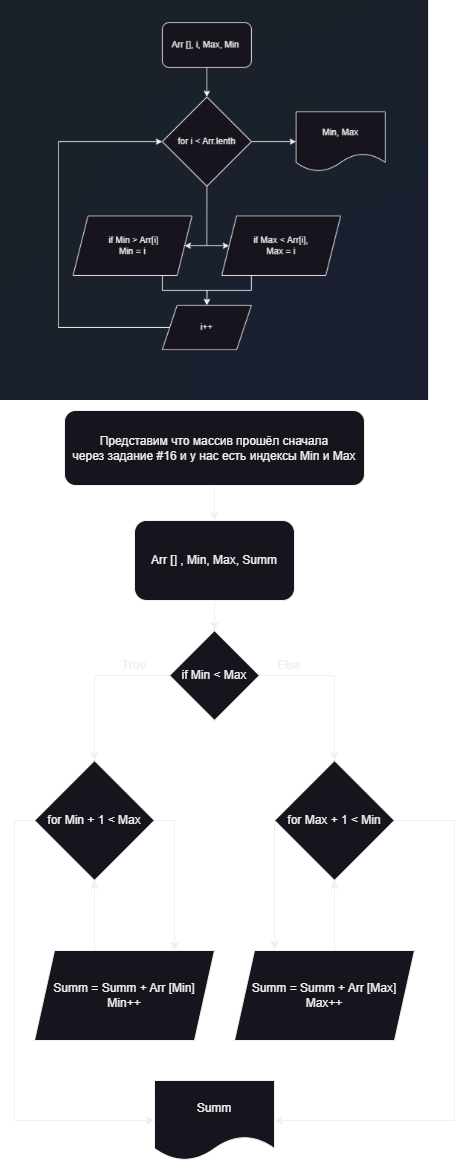 Arr [], i, Max, Min
for i < Arr.lenth
Min, Max
if Min > Arr[i]
Min = i
if Max < Arr[i],
Max = i
i++
Представим что массив прошёл сначала
через задание #16 и у нас есть индексы Min и Max
Arr [] , Min, Max, Summ
True
if Min < Max
Else
for Min + 1 < Max
for Max + 1 < Min
Summ = Summ + Arr [Min]
Min++
Summ = Summ + Arr [Max]
Max++
Summ